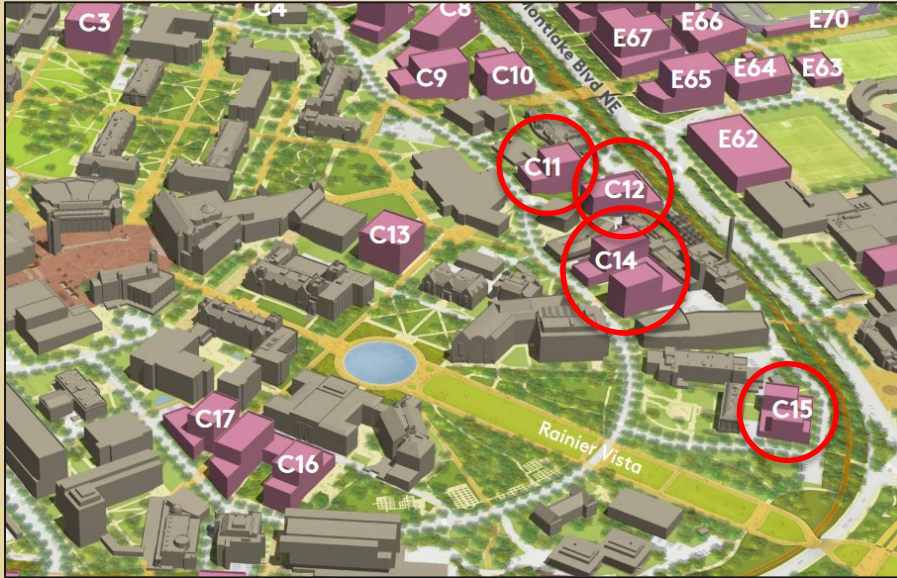 C3
C4
C8
Montlake Blvd NE
E66
E70
E67
C9
C10
E65
E64
E63
E62
C11
C12
C13
C14
C15
C17
C16
Rainier Vista